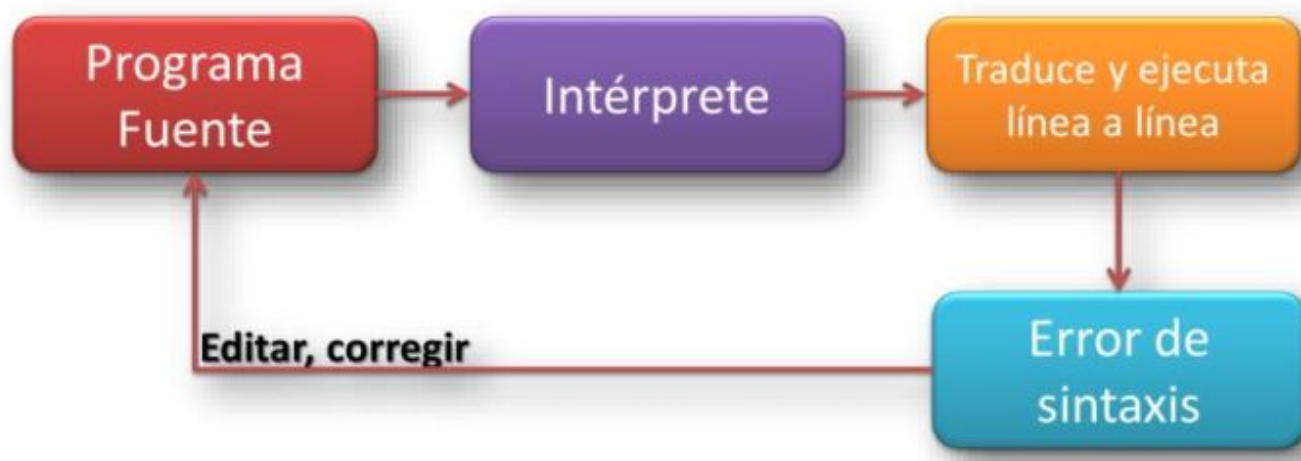 Programa
Fuente
Intérprete
Traduce y ejecuta
línea a línea
Editar, corregir
Error de
sintaxis